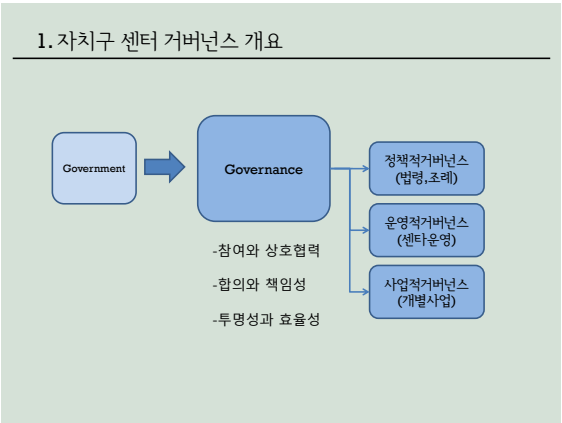 1. 자치구 센터 거버넌스 개요
Government
Governance
-참여와 상호협력
-합의와 책임성
-투명성과 효율성
정책적거버넌스
(법령,조례)
운영적거버넌스
(센타운영)
사업적거버넌스
(개별사업)